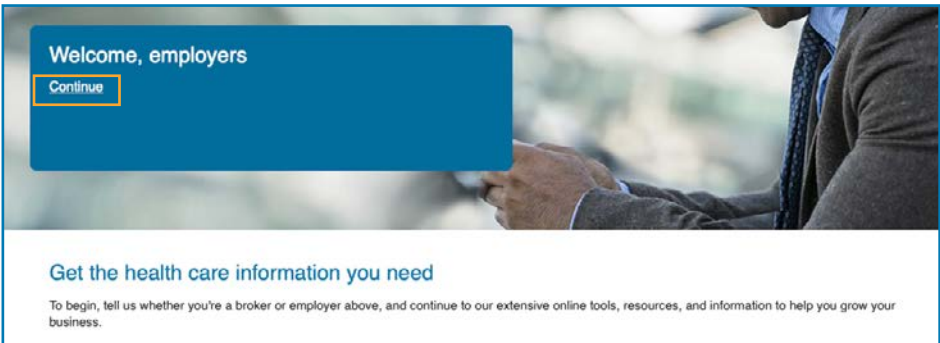 Welcome, employers
Continue
Get the health care information you need
To begin, tell us whether you're a broker or employer above, and continue to our extensive online tools, resources, and information to help you grow your
business.